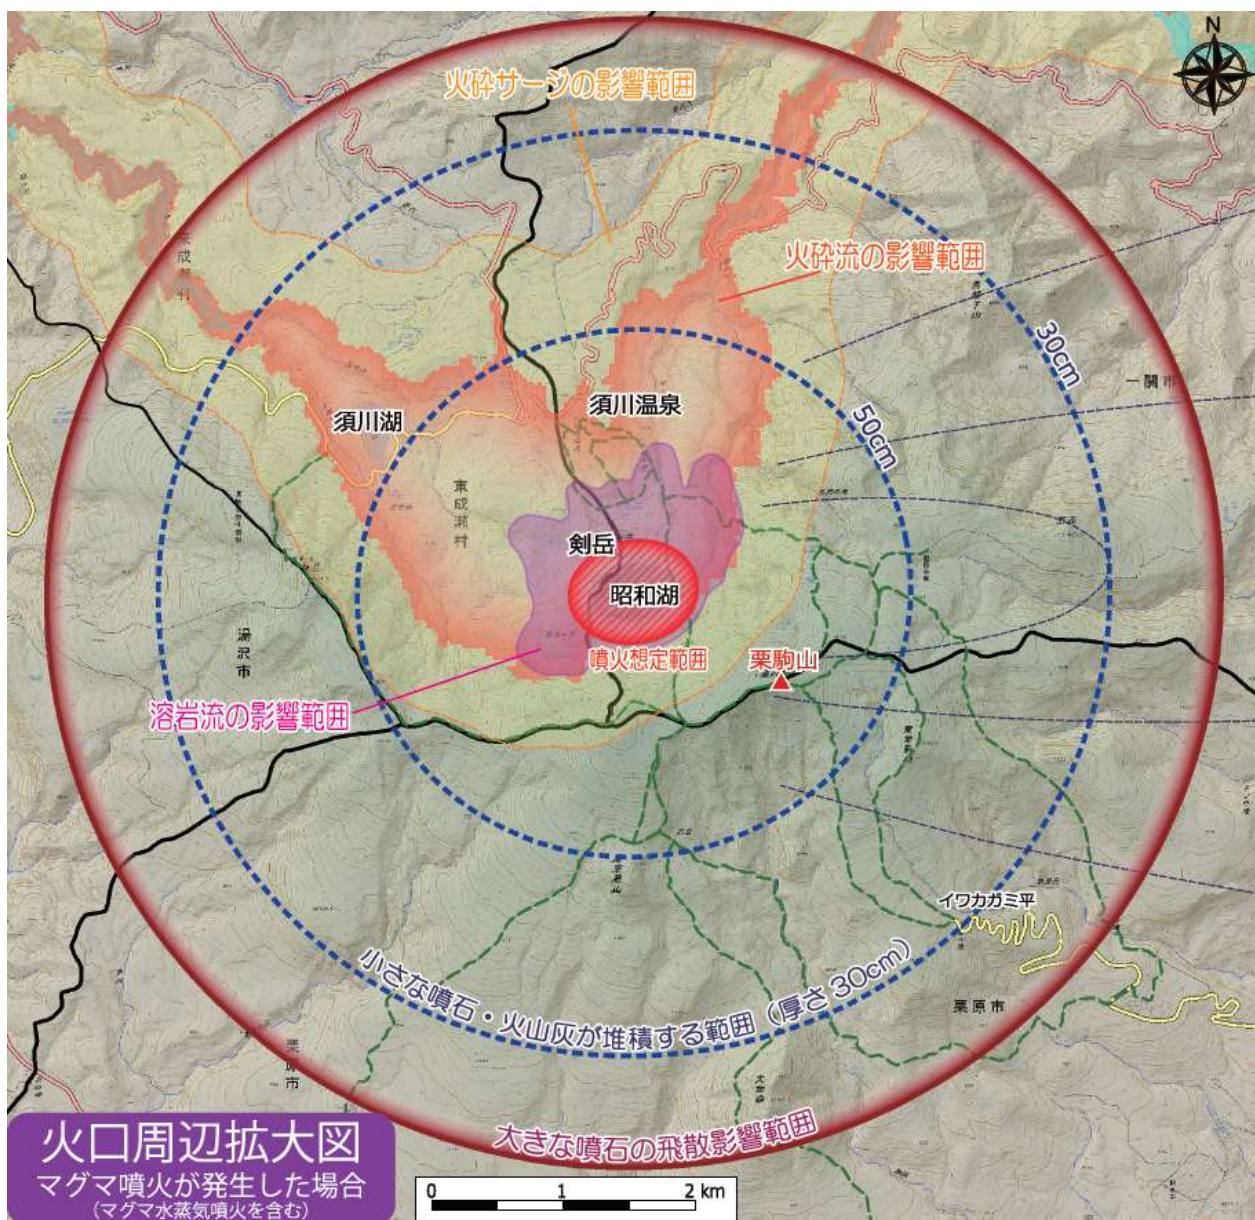 N
火砕サージの影響範囲
火砕流の影響範囲
30cm
一関市
50cm
須川湖
須川温泉
東成瀬村
東成瀬村
剣岳
昭和湖
噴火想定範囲
栗駒山
湯沢市
溶岩流の影響範囲
イワカガミ平
栗原市
小さな噴石・火山灰が堆積する範囲（厚さ30cm）
栗原市
大きな噴石の飛散影響範囲
火口周辺拡大図
マグマ噴火が発生した場合
（マグマ水蒸気噴火を含む）
0 1 2 km